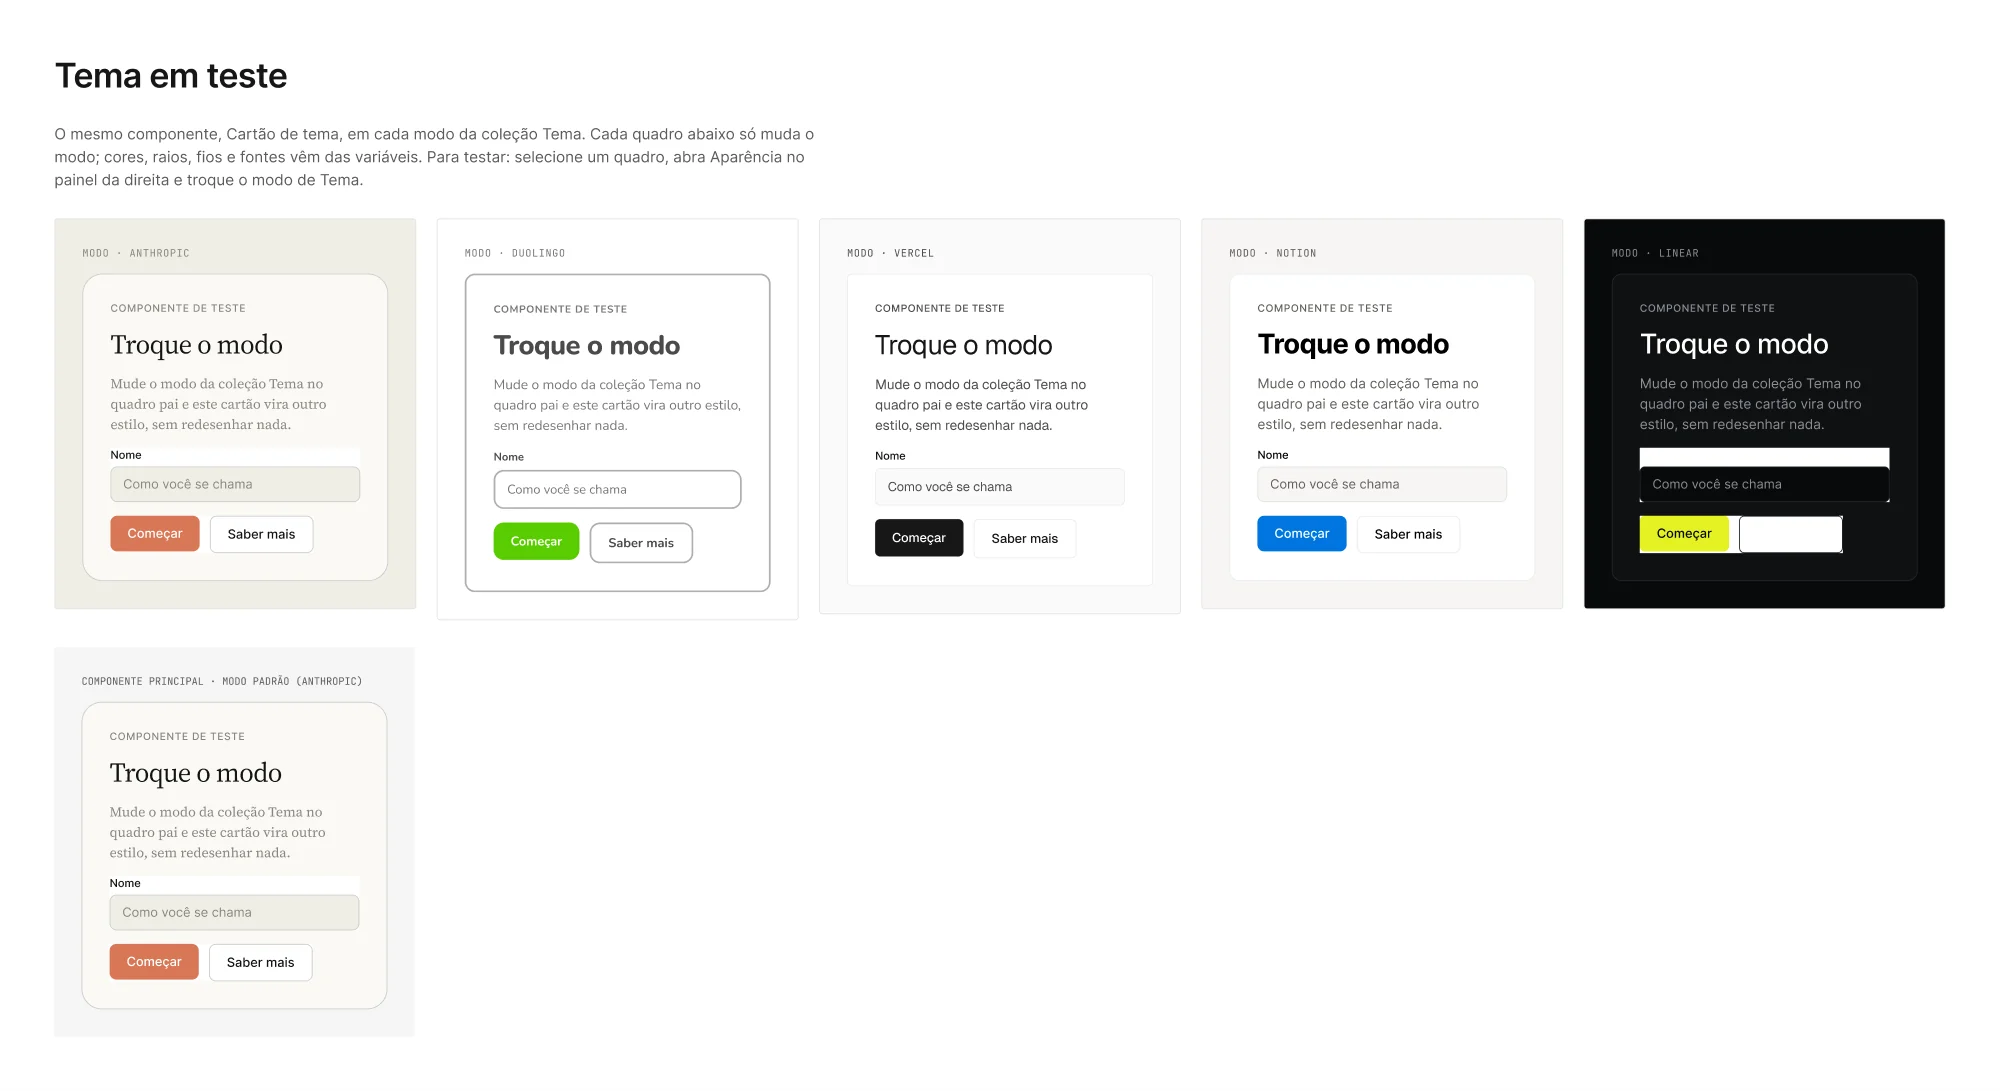 Tema em teste
O mesmo componente, Cartão de tema, em cada modo da coleção Tema. Cada quadro abaixo só muda o
modo; cores, raios, fios e fontes vêm das variáveis. Para testar: selecione um quadro, abra Aparência no
painel da direita e troque o modo de Tema.
MODO · ANTHROPIC
COMPONENTE DE TESTE
Troque o modo
Mude o modo da coleção Tema no
quadro pai e este cartão vira outro
estilo, sem redesenhar nada.
Nome
Como você se chama
Começar
Saber mais
MODO · DUOLINGO
COMPONENTE DE TESTE
Troque o modo
Mude o modo da coleção Tema no
quadro pai e este cartão vira outro estilo,
sem redesenhar nada.
Nome
Como você se chama
Começar
Saber mais
MODO · VERCEL
COMPONENTE DE TESTE
Troque o modo
Mude o modo da coleção Tema no
quadro pai e este cartão vira outro
estilo, sem redesenhar nada.
Nome
Como você se chama
Começar
Saber mais
MODO · NOTION
COMPONENTE DE TESTE
Troque o modo
Mude o modo da coleção Tema no
quadro pai e este cartão vira outro
estilo, sem redesenhar nada.
Nome
Como você se chama
Começar
Saber mais
MODO · LINEAR
COMPONENTE DE TESTE
Troque o modo
Mude o modo da coleção Tema no
quadro pai e este cartão vira outro
estilo, sem redesenhar nada.
Como você se chama
Começar
COMPONENTE PRINCIPAL · MODO PADRÃO (ANTHROPIC)
COMPONENTE DE TESTE
Troque o modo
Mude o modo da coleção Tema no
quadro pai e este cartão vira outro
estilo, sem redesenhar nada.
Nome
Como você se chama
Começar
Saber mais